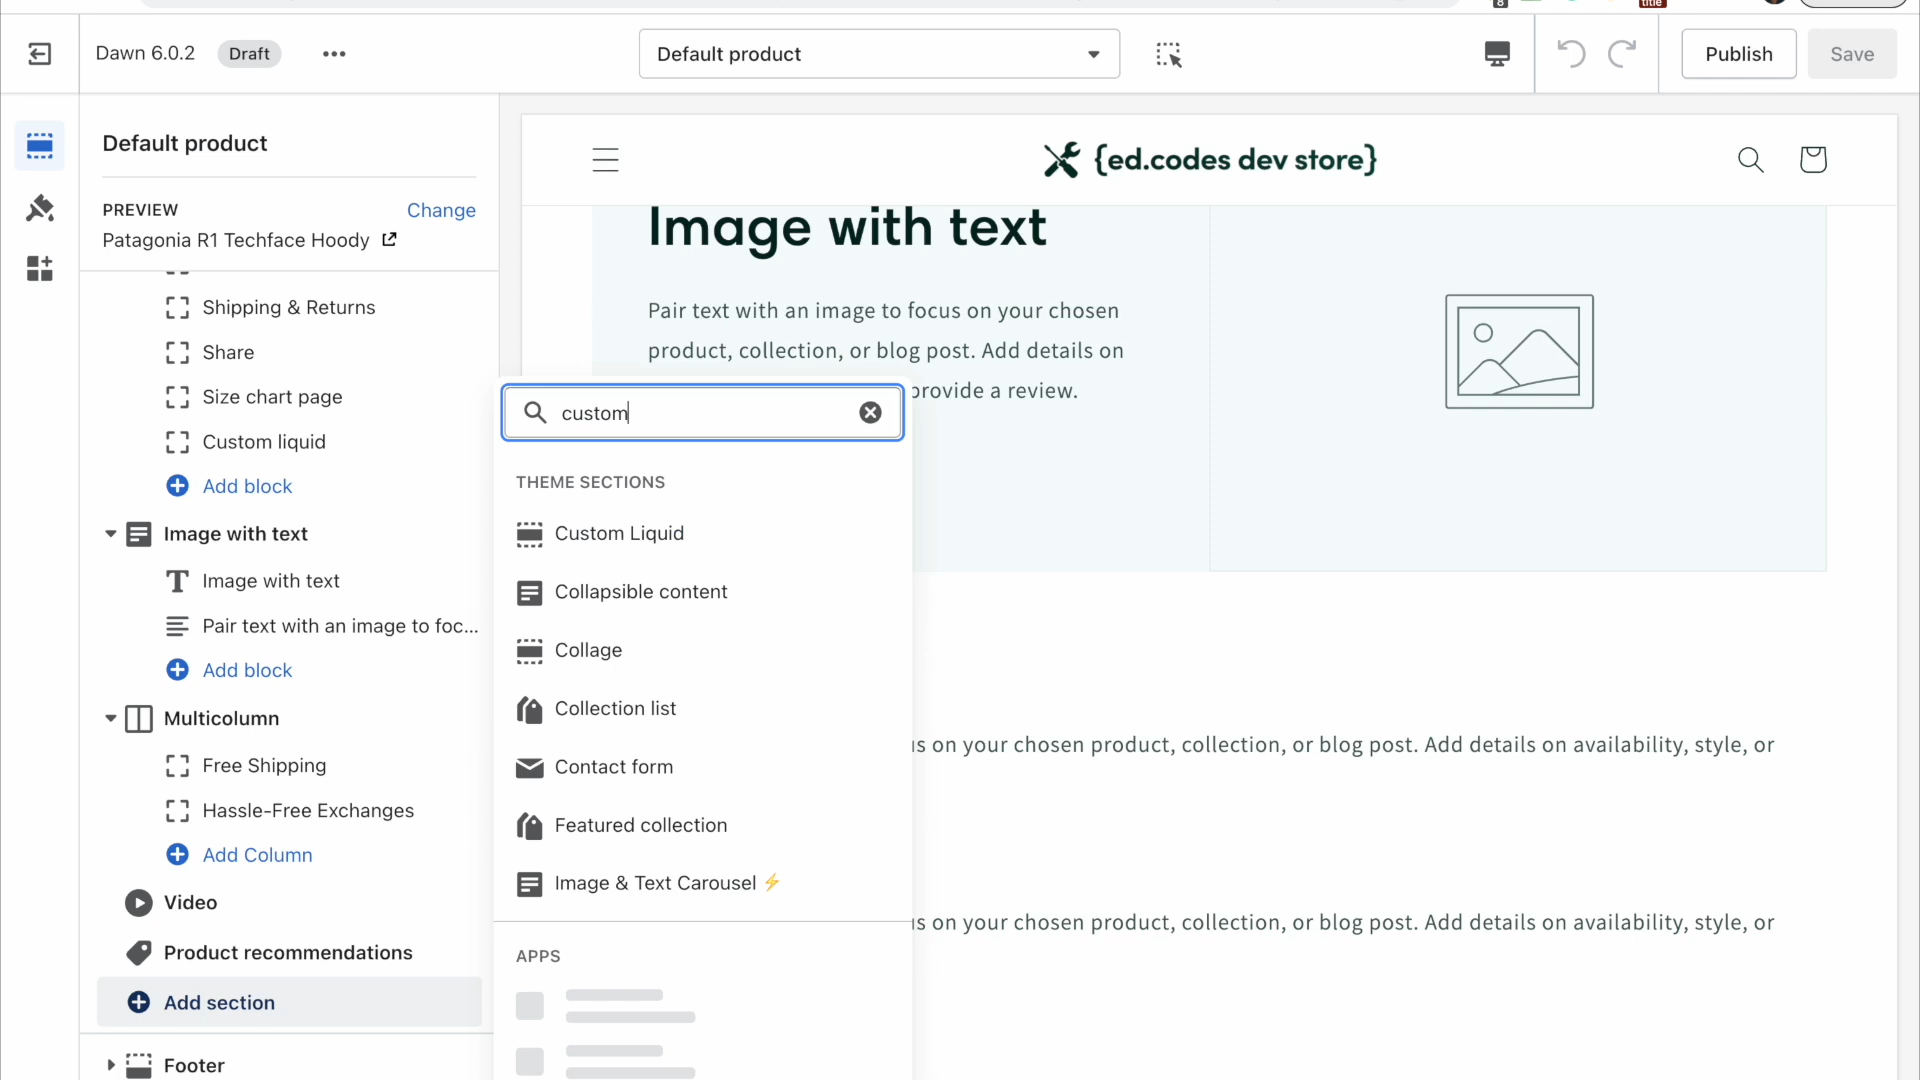 8
title
Dawn 6.0.2
Draft
Default product
Publish
Save
Default product
PREVIEW
Change
Patagonia R1 Techface Hoody
Shipping & Returns
Share
Size chart page
Custom liquid
Add block
Image with text
Image with text
Pair text with an image to foc...
Add block
Multicolumn
Free Shipping
Hassle-Free Exchanges
Add Column
Video
Product recommendations
Add section
Footer
custom
THEME SECTIONS
Custom Liquid
Collapsible content
Collage
Collection list
Contact form
Featured collection
Image & Text Carousel ⚡
APPS
{ed.codes dev store}
Image with text
Pair text with an image to focus on your chosen
product, collection, or blog post. Add details on
provide a review.
on your chosen product, collection, or blog post. Add details on availability, style, or
on your chosen product, collection, or blog post. Add details on availability, style, or